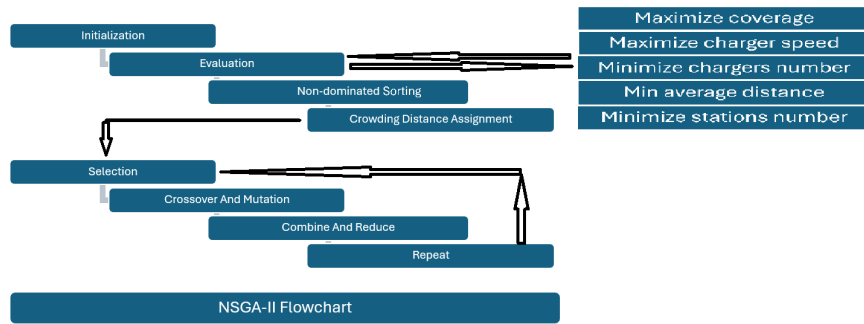 Initialization
Evaluation
Non-dominated Sorting
Crowding Distance Assignment
Maximize coverage
Maximize charger speed
Minimize chargers number
Min average distance
Minimize stations number
Selection
Crossover And Mutation
Combine And Reduce
Repeat
NSGA-II Flowchart